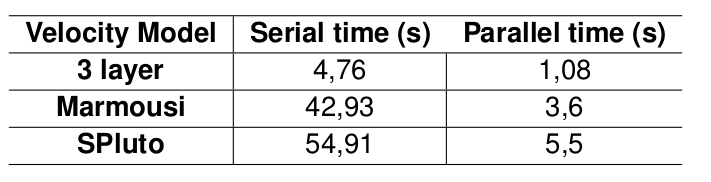 Velocity Model Serial time (s) Parallel time (s)
3 layer 4,76 1,08
Marmousi 42,93 3,6
SPluto 54,91 5,5